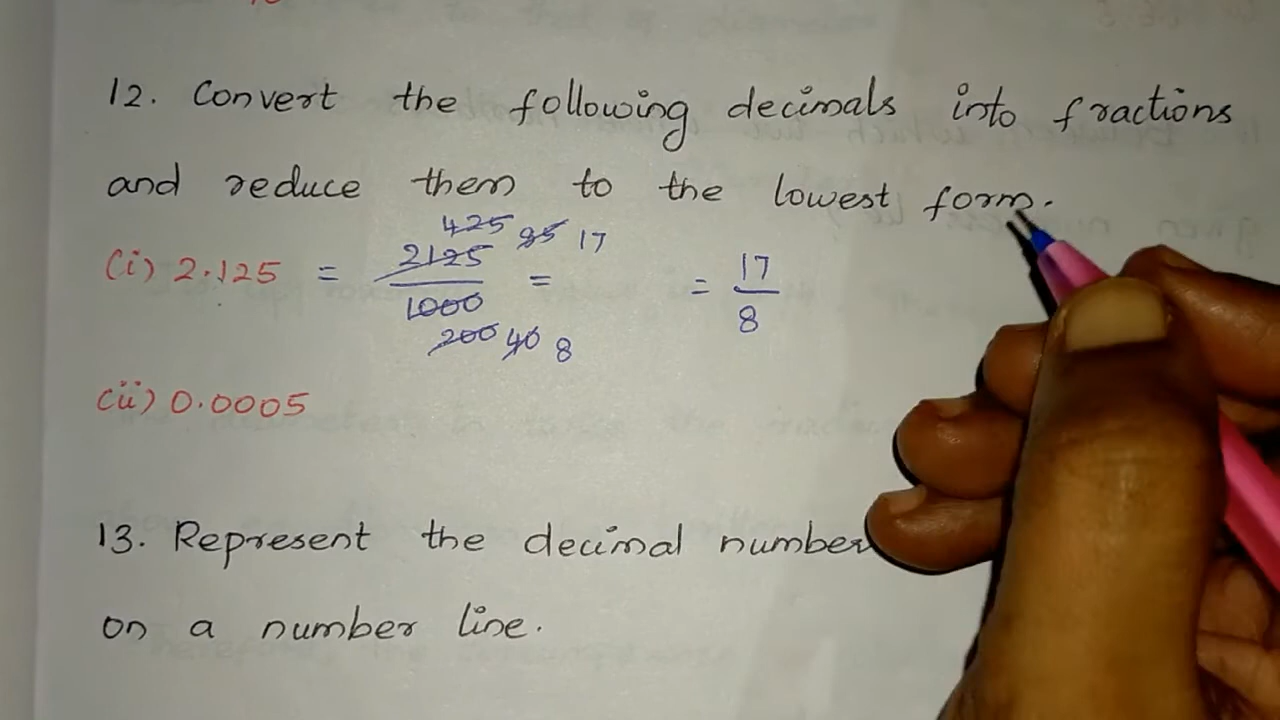 12. Convert the following decimals into fractions
and reduce them to the lowest form.
425 85 17
(i) 2.125 = 2125/1000 = = 17/8
200 40 8
(ii) 0.0005
13. Represent the decimal number
on a number line.